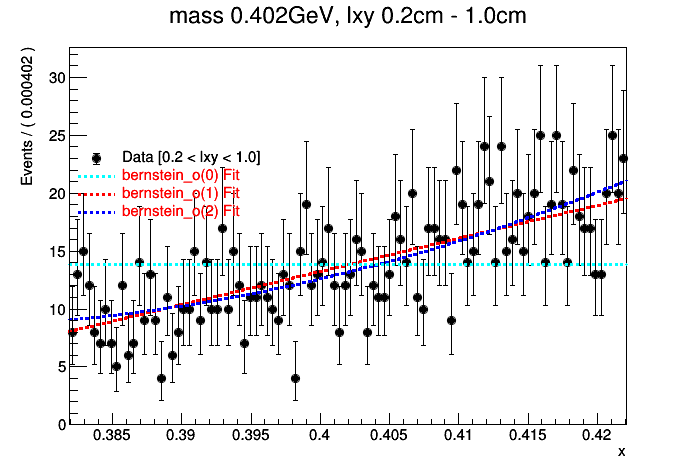 mass 0.402GeV, lxy 0.2cm - 1.0cm
Events / ( 0.000402 )
30
25
20
15
10
5
0
Data [0.2 < lxy < 1.0]
bernstein_o(0) Fit
bernstein_o(1) Fit
bernstein_o(2) Fit
0.385 0.39 0.395 0.4 0.405 0.41 0.415 0.42
x